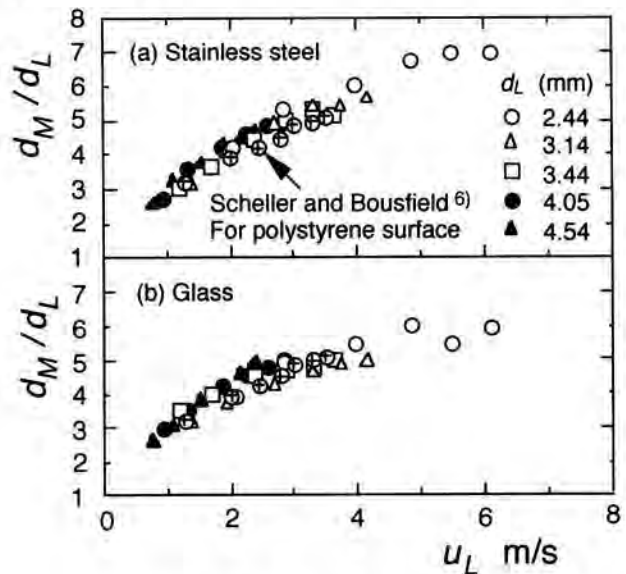 8
7
(a) Stainless steel
6
d_L (mm)
5
○ 2.44
△ 3.14
4
□ 3.44
3
Scheller and Bousfield 6)
● 4.05
2
For polystyrene surface
▲ 4.54
1
d_M/d_L
7
(b) Glass
6
5
4
3
2
1
d_M/d_L
0 2 4 6 8
u_L m/s